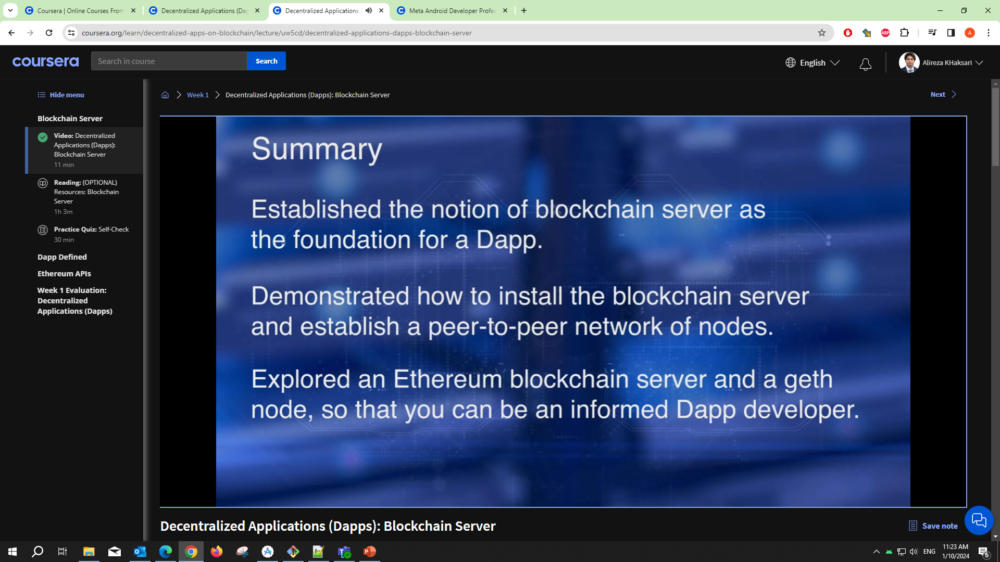 Coursera | Online Courses From
Decentralized Applications (Dap
Decentralized Applications
Meta Android Developer Profes
coursera.org/learn/decentralized-apps-on-blockchain/lecture/uw5cd/decentralized-applications-dapps-blockchain-server
ABP
A
coursera
Search in course
Search
English
Alireza KHaksari
Hide menu
Week 1
Decentralized Applications (Dapps): Blockchain Server
Next
Blockchain Server
Video: Decentralized
Applications (Dapps):
Blockchain Server
11 min
Reading: (OPTIONAL)
Resources: Blockchain
Server
1h 3m
Practice Quiz: Self-Check
30 min
Dapp Defined
Ethereum APIs
Week 1 Evaluation:
Decentralized
Applications (Dapps)
Summary
Established the notion of blockchain server as
the foundation for a Dapp.
Demonstrated how to install the blockchain server
and establish a peer-to-peer network of nodes.
Explored an Ethereum blockchain server and a geth
node, so that you can be an informed Dapp developer.
Decentralized Applications (Dapps): Blockchain Server
Save note
ENG
11:23 AM
1/10/2024
6